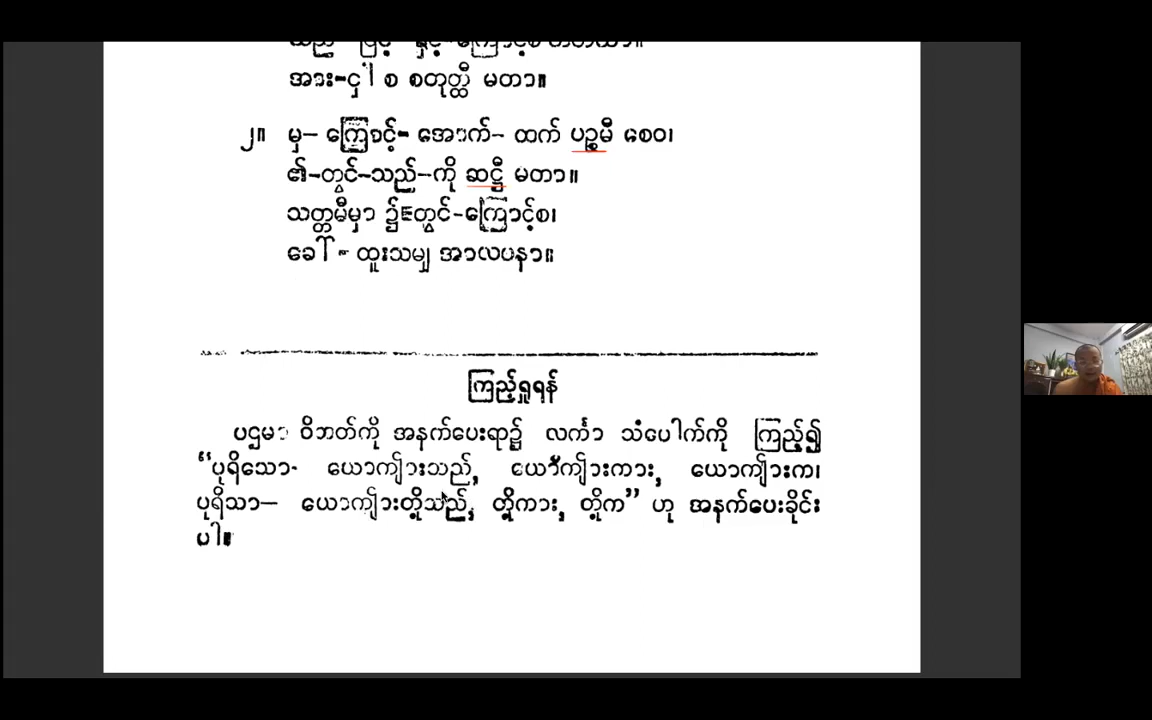 အား-ငှါ စ စတုတ္ထီ မတာ။
၂။ မှ- ကြောင့်- အောက်- ထက် ပဉ္စမီ စေဝ၊
၏-တွင်-သည်-ကို ဆဋ္ဌီ မတာ။
သတ္တမီမှာ ၌ တွင်-ကြောင့်စ၊
ခေါ် - ထူးသမျှ အာလပနာ။
ကြည့်ရှုရန်
ပဌမာ ဝိဘတ်ကို အနက်ပေးရာ၌ လင်္ကာ သံပေါက်ကို ကြည့်၍
“ပုရိသော- ယောကျ်ားသည်, ယောကျ်ားကား, ယောကျ်ားက၊
ပုရိသာ— ယောကျ်ားတို့သည်, တို့ကား, တို့က” ဟု အနက်ပေးခိုင်း
ပါ။